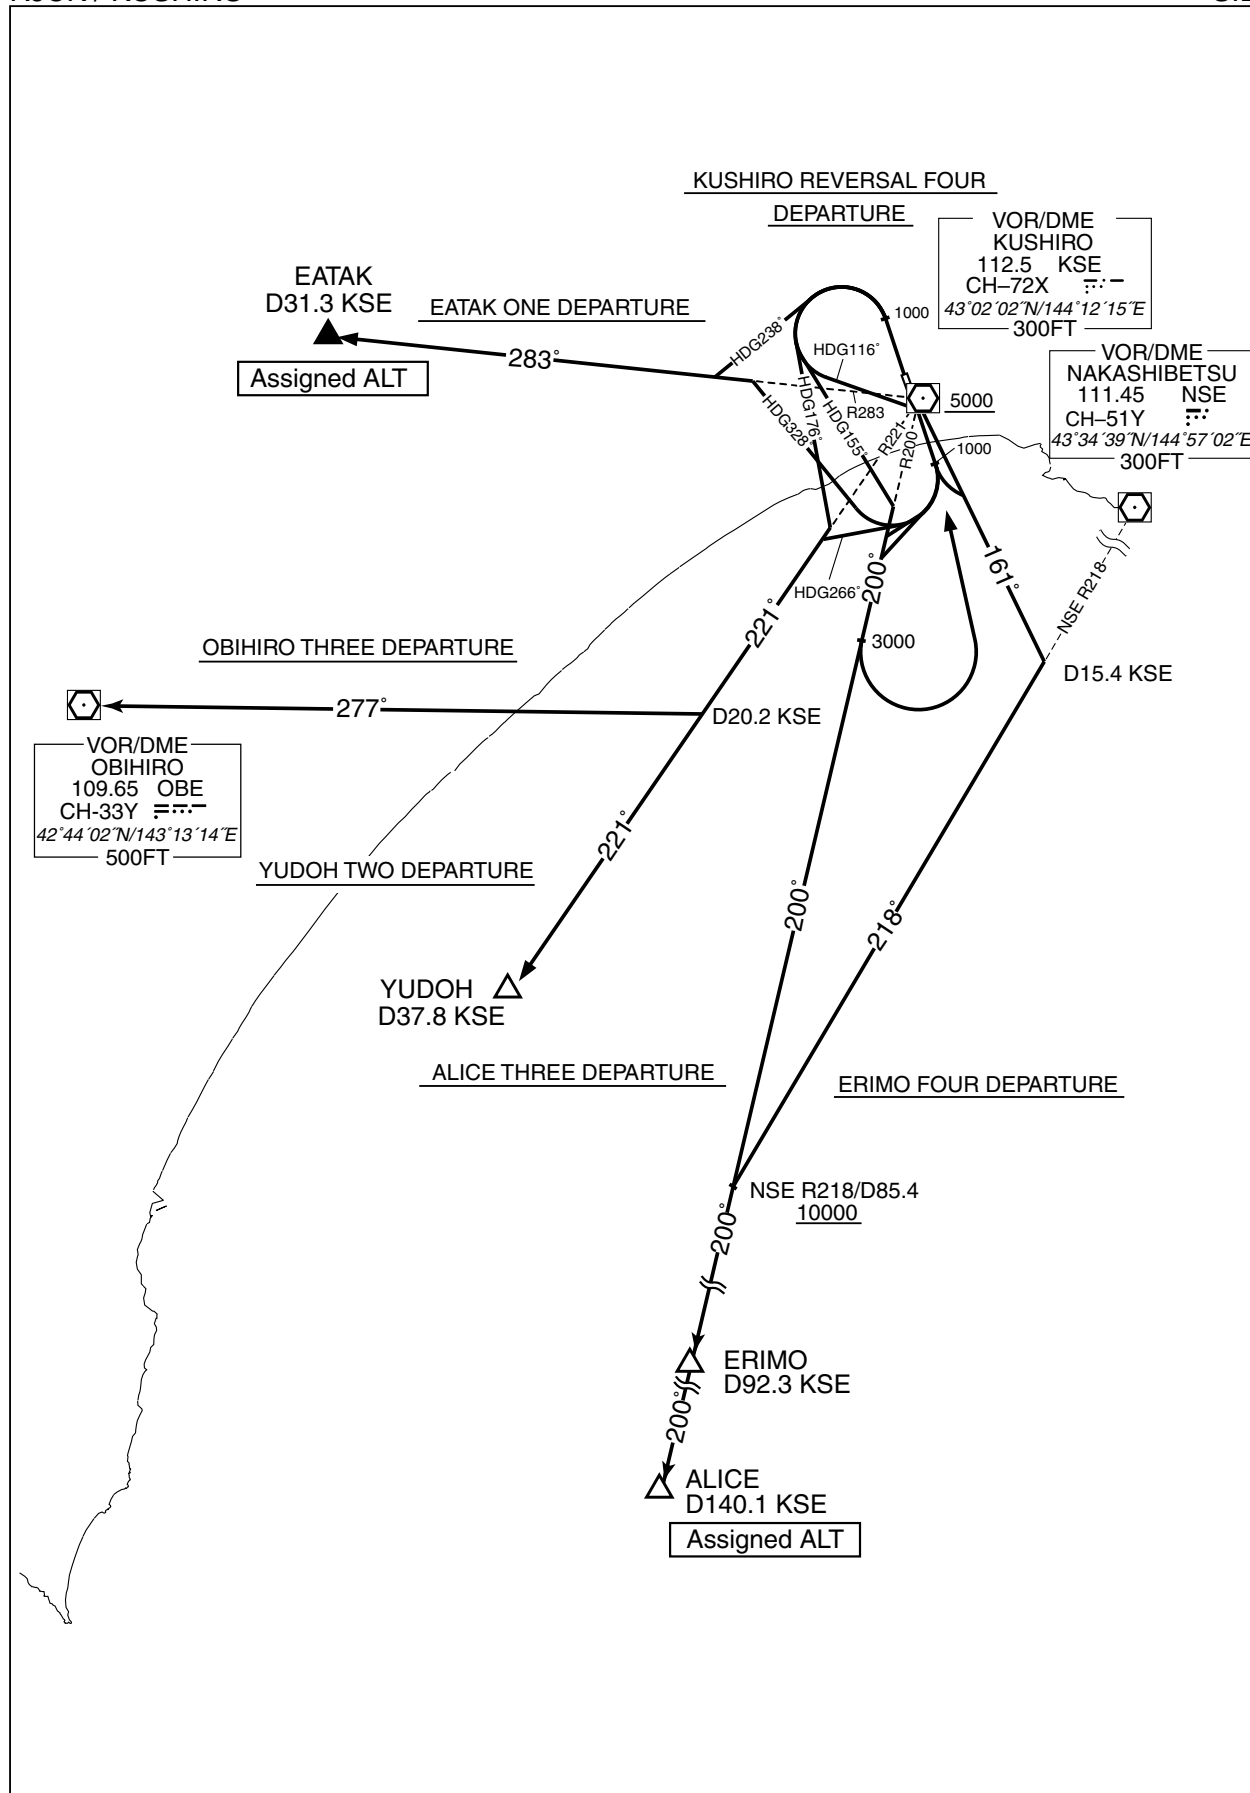 KUSHIRO REVERSAL FOUR
DEPARTURE
VOR/DME
KUSHIRO
112.5 KSE
CH–72X
43°02´02˝N/144°12´15˝E
300FT
EATAK
D31.3 KSE
EATAK ONE DEPARTURE
1000
HDG238°
HDG116°
283°
Assigned ALT
VOR/DME
NAKASHIBETSU
111.45 NSE
CH–51Y
43°34´39˝N/144°57´02˝E
300FT
5000
R283
HDG176°
HDG155°
HDG328°
R221
R200
1000
161°
200°
HDG266°
NSE R218
221°
3000
OBIHIRO THREE DEPARTURE
D15.4 KSE
277°
D20.2 KSE
VOR/DME
OBIHIRO
109.65 OBE
CH-33Y
42°44´02˝N/143°13´14˝E
500FT
221°
YUDOH TWO DEPARTURE
200°
218°
YUDOH
D37.8 KSE
ALICE THREE DEPARTURE
ERIMO FOUR DEPARTURE
NSE R218/D85.4
10000
200°
ERIMO
D92.3 KSE
200°
ALICE
D140.1 KSE
Assigned ALT